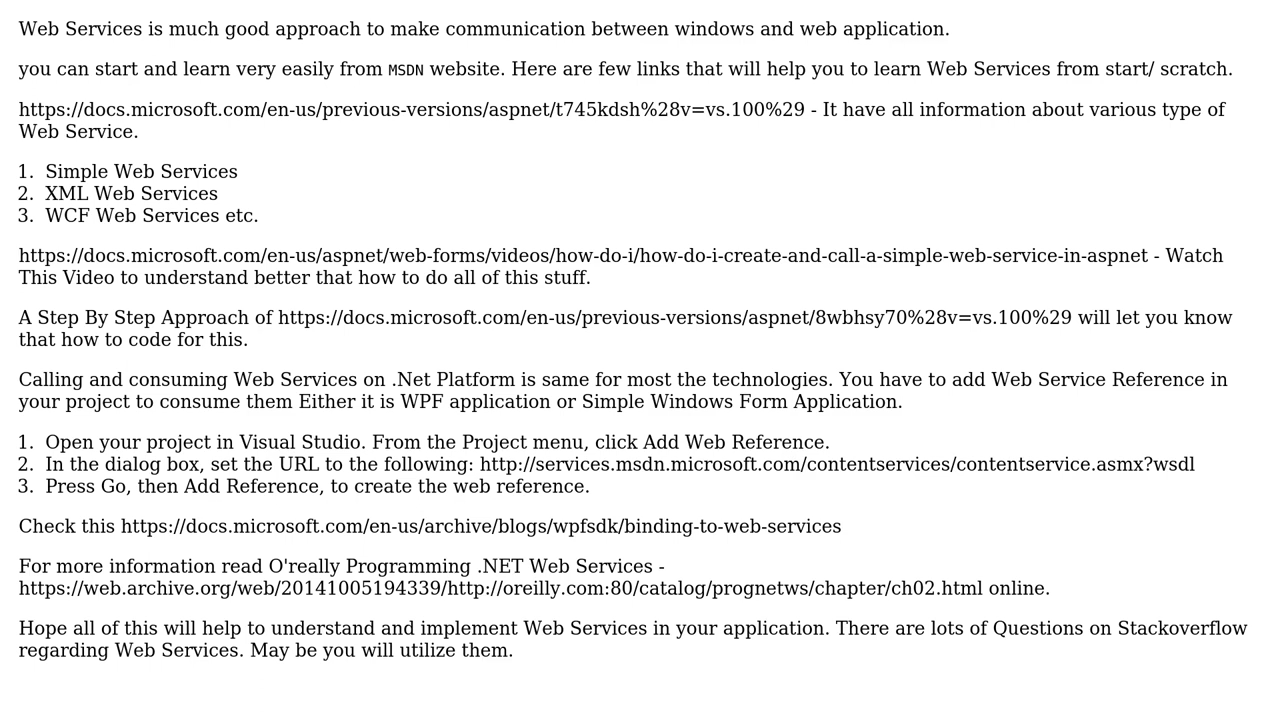 Web Services is much good approach to make communication between windows and web application.
you can start and learn very easily from MSDN website. Here are few links that will help you to learn Web Services from start/ scratch.
https://docs.microsoft.com/en-us/previous-versions/aspnet/t745kdsh%28v=vs.100%29 - It have all information about various type of
Web Service.
1. Simple Web Services
2. XML Web Services
3. WCF Web Services etc.
https://docs.microsoft.com/en-us/aspnet/web-forms/videos/how-do-i/how-do-i-create-and-call-a-simple-web-service-in-aspnet - Watch
This Video to understand better that how to do all of this stuff.
A Step By Step Approach of https://docs.microsoft.com/en-us/previous-versions/aspnet/8wbhsy70%28v=vs.100%29 will let you know
that how to code for this.
Calling and consuming Web Services on .Net Platform is same for most the technologies. You have to add Web Service Reference in
your project to consume them Either it is WPF application or Simple Windows Form Application.
1. Open your project in Visual Studio. From the Project menu, click Add Web Reference.
2. In the dialog box, set the URL to the following: http://services.msdn.microsoft.com/contentservices/contentservice.asmx?wsdl
3. Press Go, then Add Reference, to create the web reference.
Check this https://docs.microsoft.com/en-us/archive/blogs/wpfsdk/binding-to-web-services
For more information read O'really Programming .NET Web Services -
https://web.archive.org/web/20141005194339/http://oreilly.com:80/catalog/prognetws/chapter/ch02.html online.
Hope all of this will help to understand and implement Web Services in your application. There are lots of Questions on Stackoverflow
regarding Web Services. May be you will utilize them.